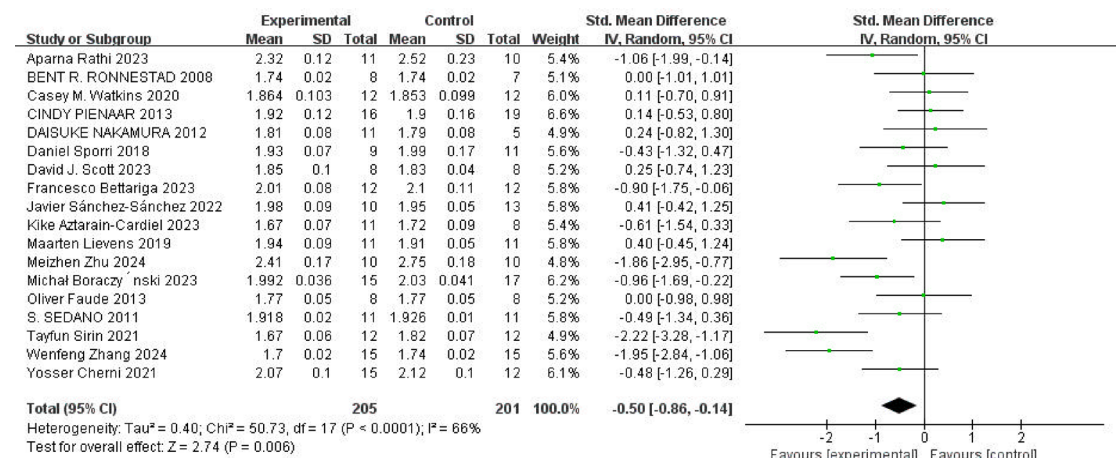 Experimental Control Std. Mean Difference Std. Mean Difference
Study or Subgroup Mean SD Total Mean SD Total Weight IV, Random, 95% CI IV, Random, 95% CI
Aparna Rathi 2023 2.32 0.12 11 2.52 0.23 10 5.4% -1.06 [-1.99, -0.14]
BENT R. RONNESTAD 2008 1.74 0.02 8 1.74 0.02 7 5.0% 0.00 [-1.01, 1.01]
Casey M. Watkins 2020 1.864 0.103 12 1.853 0.099 12 6.0% 0.11 [-0.70, 0.91]
CINDY PIENAAR 2013 1.92 0.12 16 1.9 0.16 19 6.6% 0.14 [-0.53, 0.80]
DAISUKE NAKAMURA 2012 1.81 0.08 11 1.79 0.08 5 4.9% 0.24 [-0.82, 1.30]
Daniel Sporri 2018 1.93 0.07 9 1.99 0.17 11 5.6% -0.43 [-1.32, 0.47]
David J. Scott 2023 1.85 0.1 8 1.83 0.04 8 5.2% 0.25 [-0.74, 1.23]
Francesco Bettariga 2023 2.01 0.08 12 2.1 0.11 12 5.8% -0.90 [-1.75, -0.06]
Javier Sánchez-Sánchez 2022 1.98 0.09 10 1.95 0.05 13 5.8% 0.41 [-0.42, 1.25]
Kike Aztarain-Cardiel 2023 1.67 0.07 11 1.72 0.09 8 5.4% -0.61 [-1.54, 0.33]
Maarten Lievens 2019 1.94 0.09 11 1.91 0.05 11 5.8% 0.40 [-0.45, 1.24]
Meizhen Zhu 2024 2.41 0.17 10 2.75 0.18 10 4.8% -1.86 [-2.95, -0.77]
Michał Boraczy´nski 2023 1.992 0.036 15 2.03 0.041 17 6.2% -0.96 [-1.69, -0.22]
Oliver Faude 2013 1.77 0.05 8 1.77 0.05 8 5.2% 0.00 [-0.98, 0.98]
S. SEDANO 2011 1.918 0.02 11 1.926 0.01 11 5.8% -0.49 [-1.34, 0.36]
Tayfun Sirin 2021 1.67 0.06 12 1.82 0.07 12 4.9% -2.22 [-3.28, -1.17]
Wenfeng Zhang 2024 1.7 0.02 15 1.74 0.02 15 5.6% -1.95 [-2.84, -1.06]
Yosser Cherni 2021 2.07 0.1 15 2.12 0.1 12 6.1% -0.48 [-1.26, 0.29]
Total (95% CI) 205 201 100.0% -0.50 [-0.86, -0.14]
Heterogeneity: Tau² = 0.40; Chi² = 50.73, df = 17 (P < 0.0001); I² = 66%
Test for overall effect: Z = 2.74 (P = 0.006)
-2 -1 0 1 2
Favours [experimental] Favours [control]